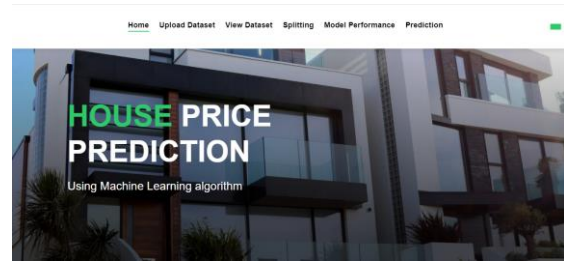 Home Upload Dataset View Dataset Splitting Model Performance Prediction
HOUSE PRICE
PREDICTION
Using Machine Learning algorithm